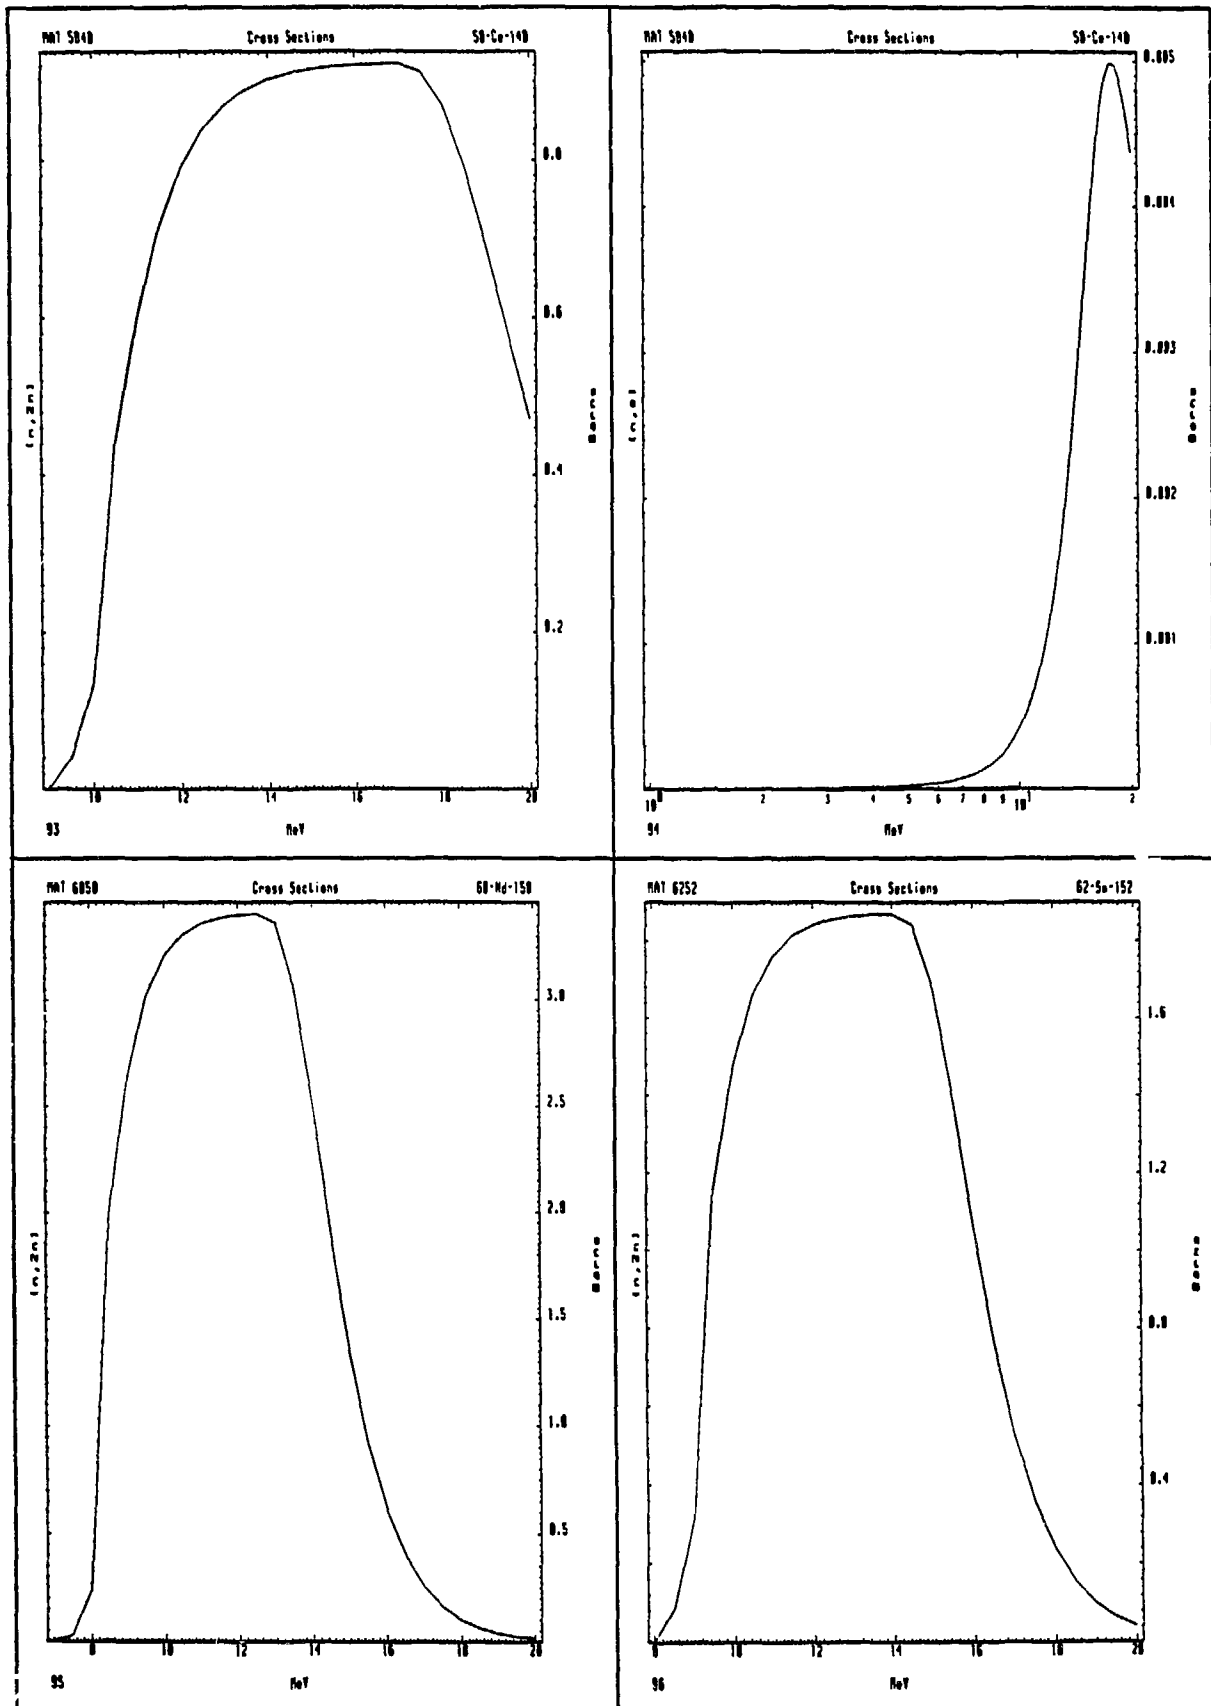 MAT 5840 Cross Sections 58-Ce-140
0.8
0.6
0.4
0.2
(n,2n)
Barns
10 12 14 16 18 20
93 MeV
MAT 5840 Cross Sections 58-Ce-140
0.005
0.004
0.003
0.002
0.001
Barns
10⁰ 2 3 4 5 6 7 8 9 10¹ 2
94 MeV
MAT 6050 Cross Sections 60-Nd-150
3.0
2.5
2.0
1.5
1.0
0.5
(n,2n)
Barns
8 10 12 14 16 18 20
95 MeV
MAT 6252 Cross Sections 62-Sm-152
1.6
1.2
0.8
0.4
(n,2n)
Barns
8 10 12 14 16 18 20
96 MeV